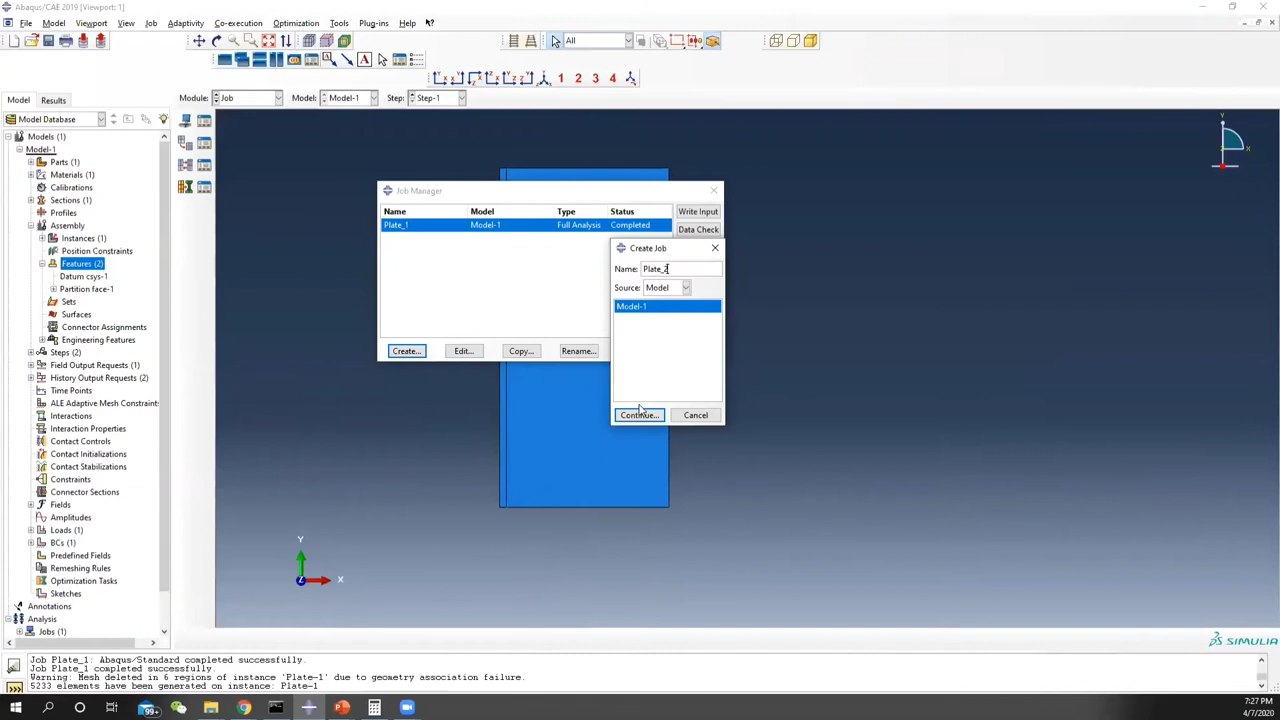 Abaqus/CAE 2019 [Viewport: 1]
File Model Viewport View Job Adaptivity Co-execution Optimization Tools Plug-ins Help
All
1 2 3 4
Model Results
Module: Job Model: Model-1 Step: Step-1
Model Database
Models (1)
Model-1
Parts (1)
Materials (1)
Calibrations
Sections (1)
Profiles
Assembly
Instances (1)
Position Constraints
Features (2)
Datum csys-1
Partition face-1
Sets
Surfaces
Connector Assignments
Engineering Features
Steps (2)
Field Output Requests (1)
History Output Requests (2)
Time Points
ALE Adaptive Mesh Constraints
Interactions
Interaction Properties
Contact Controls
Contact Initializations
Contact Stabilizations
Constraints
Connector Sections
Fields
Amplitudes
Loads (1)
BCs (1)
Predefined Fields
Remeshing Rules
Optimization Tasks
Sketches
Annotations
Analysis
Jobs (1)
Job Manager
Name Model Type Status
Plate_1 Model-1 Full Analysis Completed
Write Input
Data Check
Create... Edit... Copy... Rename...
Create Job
Name: Plate_2
Source: Model
Model-1
Continue... Cancel
Y
X
Y
Z
X
SIMULIA
Job Plate_1: Abaqus/Standard completed successfully.
Job Plate_1 completed successfully.
Warning: Mesh deleted in 6 regions of instance 'Plate-1' due to geometry association failure.
5233 elements have been generated on instance: Plate-1
99+
7:27 PM
4/7/2020